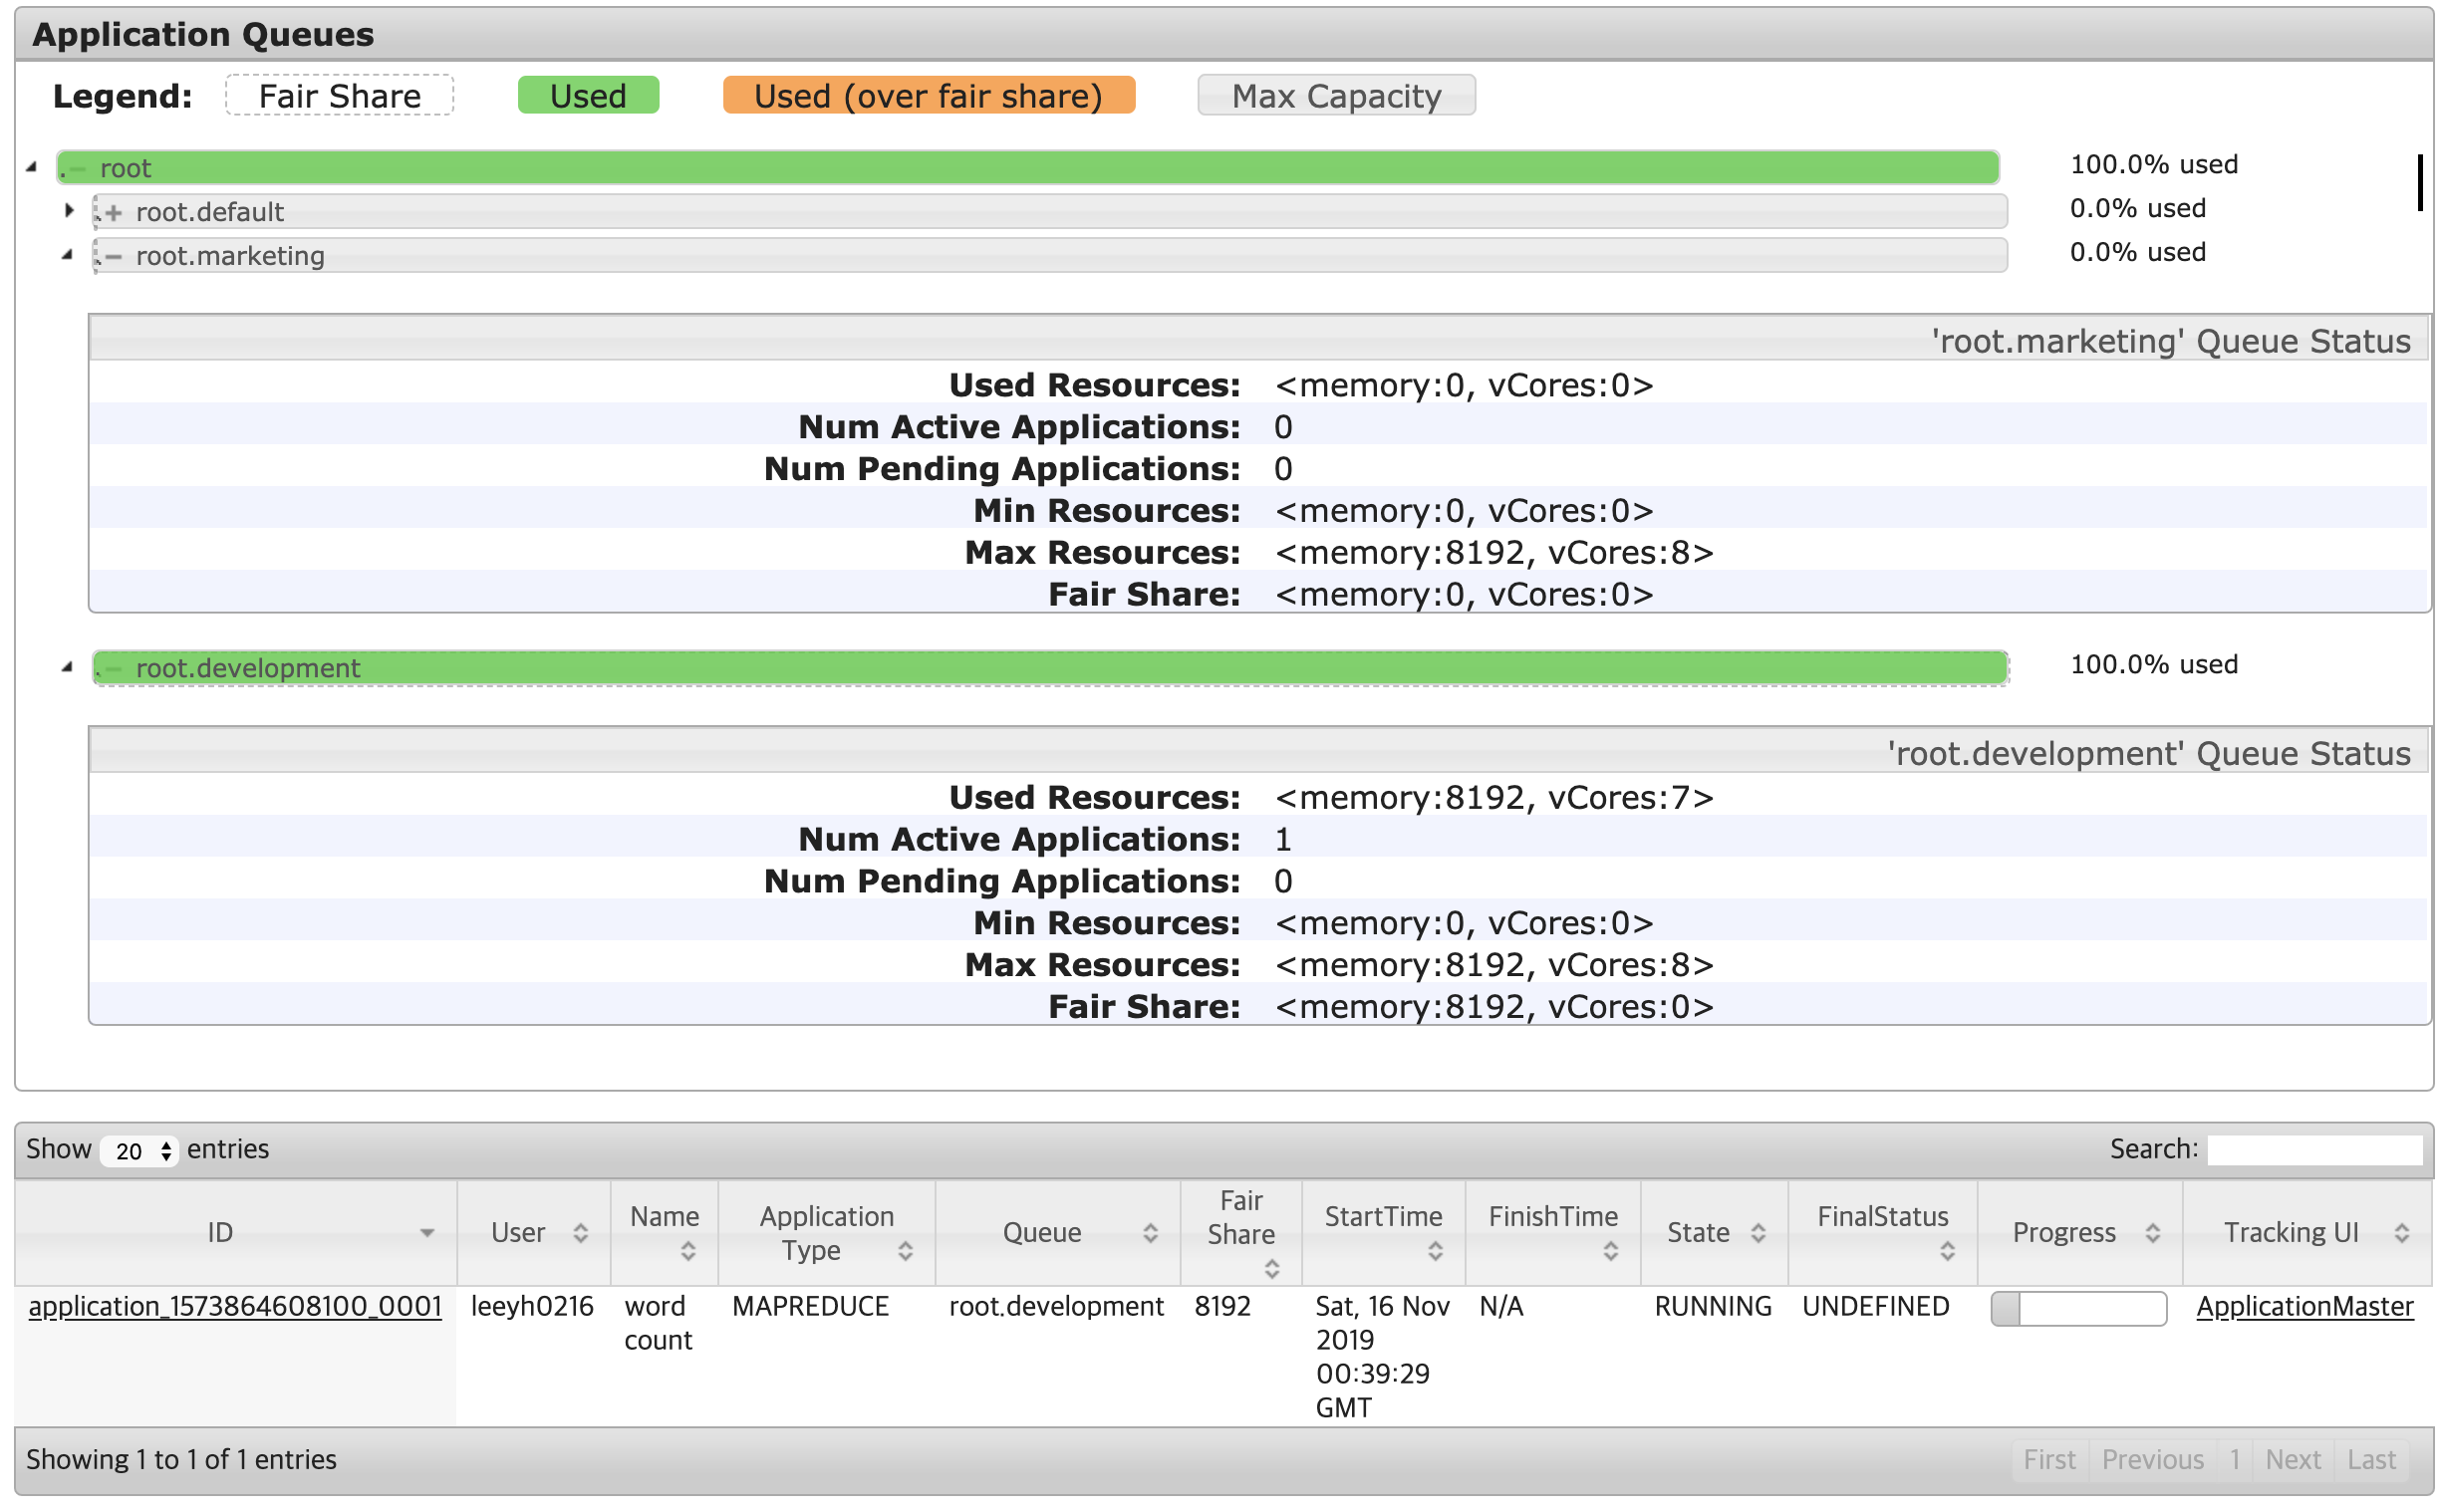 Application Queues
Legend: Fair Share Used Used (over fair share) Max Capacity
root 100.0% used
root.default 0.0% used
root.marketing 0.0% used
'root.marketing' Queue Status
Used Resources: <memory:0, vCores:0>
Num Active Applications: 0
Num Pending Applications: 0
Min Resources: <memory:0, vCores:0>
Max Resources: <memory:8192, vCores:8>
Fair Share: <memory:0, vCores:0>
root.development 100.0% used
'root.development' Queue Status
Used Resources: <memory:8192, vCores:7>
Num Active Applications: 1
Num Pending Applications: 0
Min Resources: <memory:0, vCores:0>
Max Resources: <memory:8192, vCores:8>
Fair Share: <memory:8192, vCores:0>
Show 20 entries Search:
ID User Name Application Type Queue Fair Share StartTime FinishTime State FinalStatus Progress Tracking UI
application_1573864608100_0001 leeyh0216 word count MAPREDUCE root.development 8192 Sat, 16 Nov 2019 00:39:29 GMT N/A RUNNING UNDEFINED ApplicationMaster
Showing 1 to 1 of 1 entries First Previous 1 Next Last